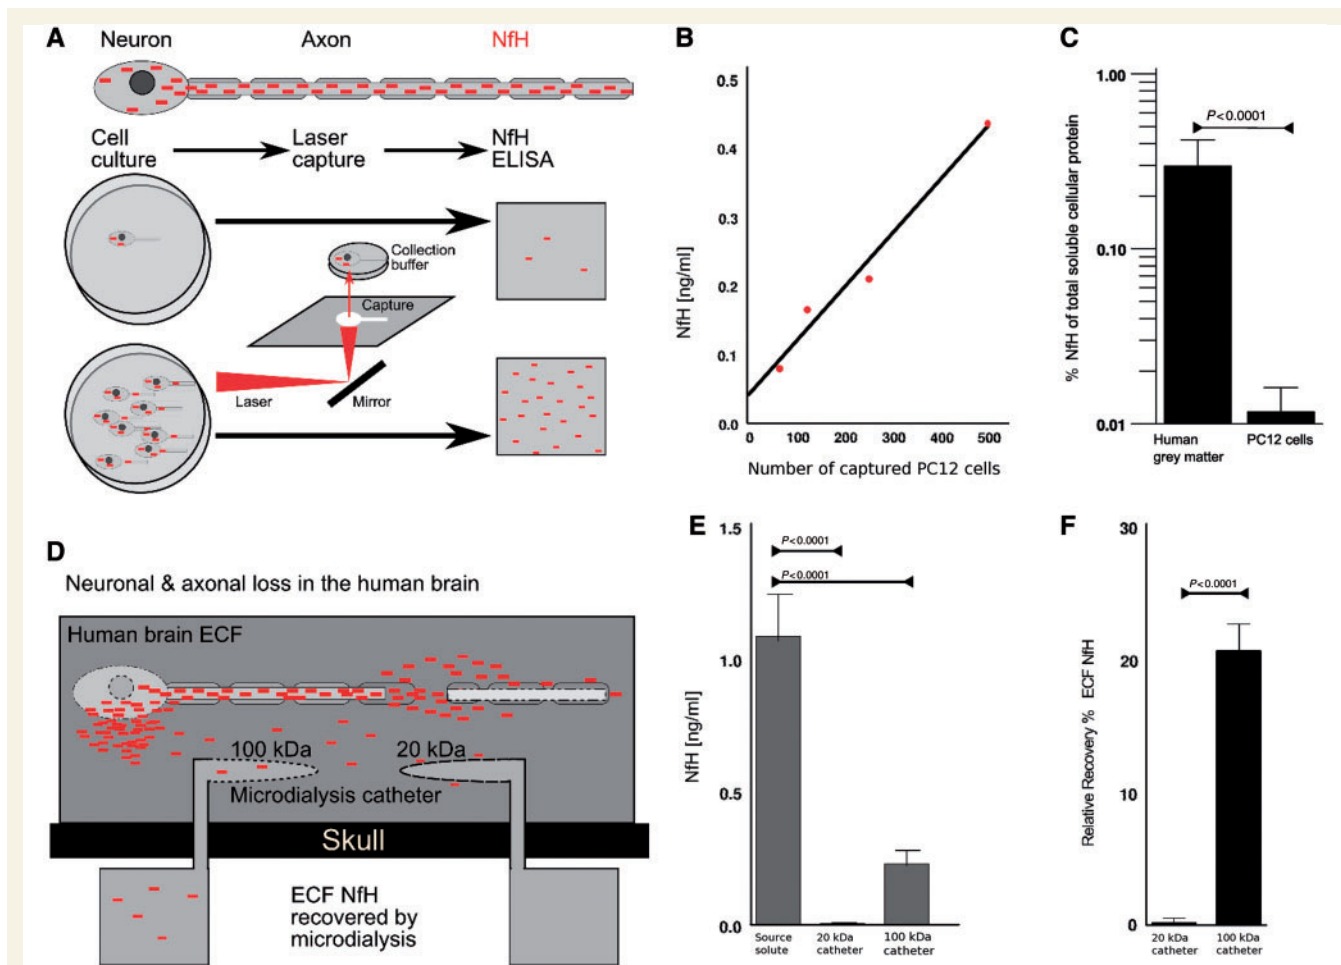 A
Neuron
Axon
NfH
Cell
culture
Laser
capture
NfH
ELISA
Collection
buffer
Capture
Laser
Mirror
B
NfH [ng/ml]
0.5
0.4
0.3
0.2
0.1
0.0
0
100
200
300
400
500
Number of captured PC12 cells
C
% NfH of total soluble cellular protein
1.00
0.10
0.01
P<0.0001
Human
grey matter
PC12 cells
D
Neuronal & axonal loss in the human brain
Human brain ECF
100 kDa
20 kDa
Microdialysis catheter
Skull
ECF NfH
recovered by
microdialysis
E
NfH [ng/ml]
1.5
1.0
0.5
0.0
P<0.0001
P<0.0001
Source
solute
20 kDa
catheter
100 kDa
catheter
F
Relative Recovery % ECF NfH
30
20
10
0
P<0.0001
20 kDa
catheter
100 kDa
catheter